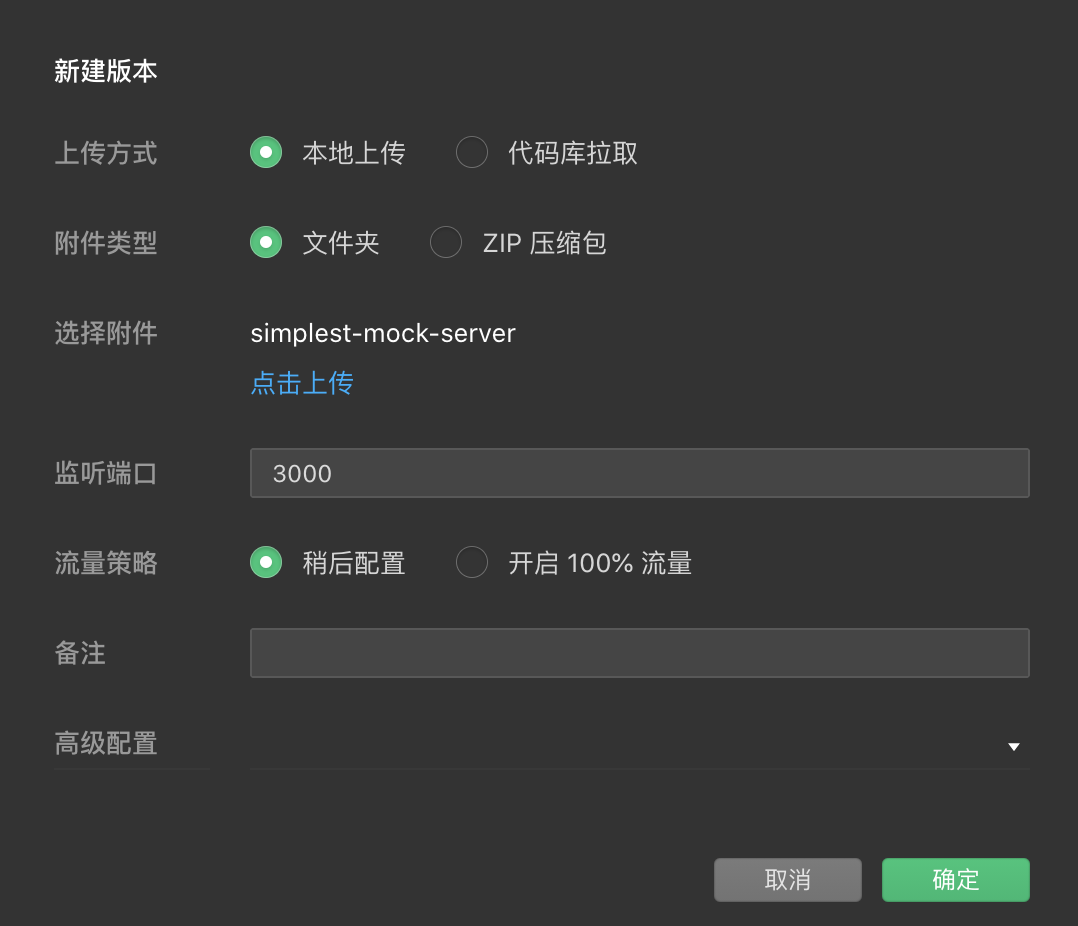 新建版本
上传方式 本地上传 代码库拉取
附件类型 文件夹 ZIP 压缩包
选择附件 simplest-mock-server
点击上传
监听端口 3000
流量策略 稍后配置 开启 100% 流量
备注
高级配置
取消 确定